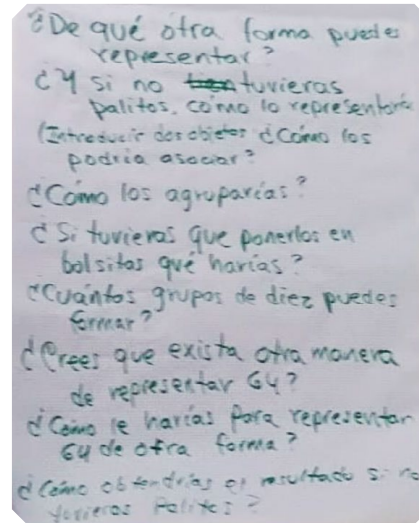 ¿De qué otra forma puedes
representar?
¿Y si no tuvieras
palitos, cómo lo representaría
(Introducir dos objetos ¿Cómo los
podría asociar?
¿Cómo los agruparías?
¿Si tuvieras que ponerlos en
bolsitas qué harías?
¿Cuántos grupos de diez puedes
formar?
¿Crees que exista otra manera
de representar 64?
¿Cómo le harías para representar
64 de otra forma?
¿Cómo obtendrías el resultado si no
tuvieras Palitos?